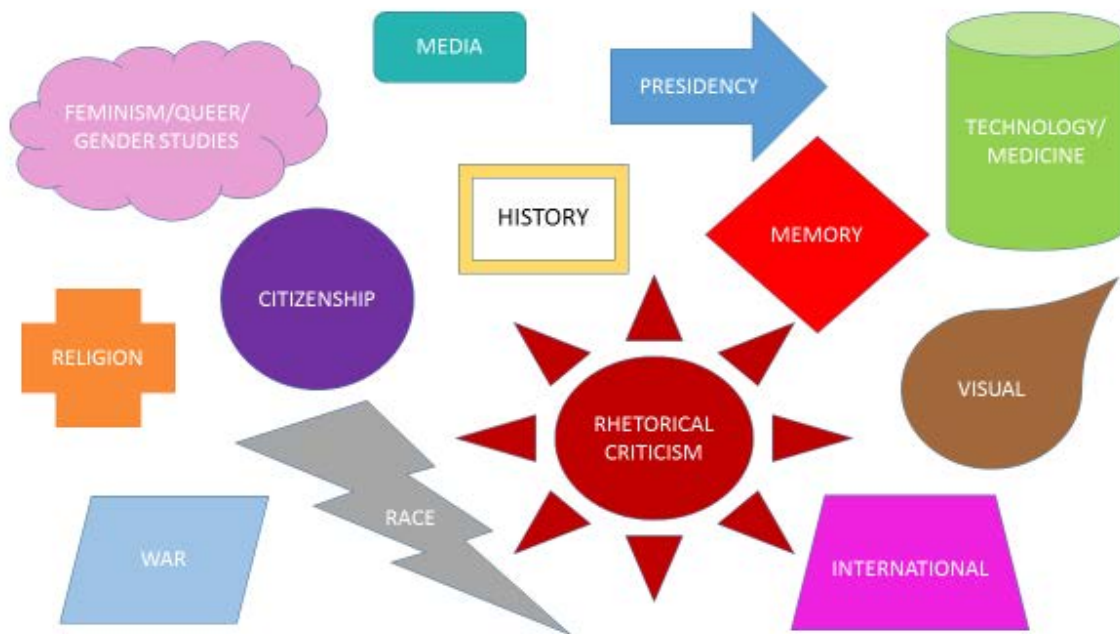 MEDIA
PRESIDENCY
FEMINISM/QUEER/
GENDER STUDIES
TECHNOLOGY/
MEDICINE
HISTORY
MEMORY
CITIZENSHIP
RELIGION
VISUAL
RHETORICAL
CRITICISM
RACE
WAR
INTERNATIONAL